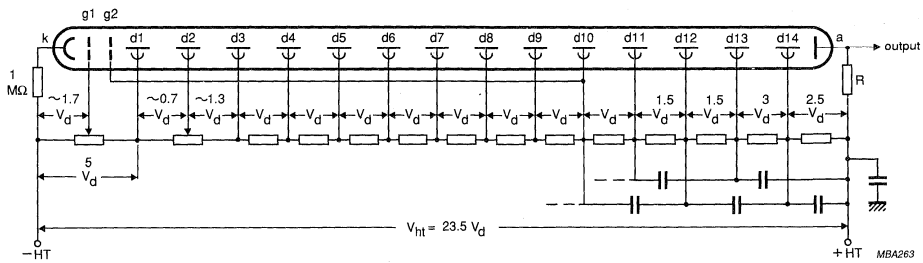 g1 g2
k d1 d2 d3 d4 d5 d6 d7 d8 d9 d10 d11 d12 d13 d14 a
output
1
MΩ
R
~1.7 ~0.7 ~1.3 1.5 1.5 3 2.5
Vd Vd Vd Vd Vd Vd Vd Vd Vd Vd Vd Vd Vd Vd Vd
5
Vd
Vht = 23.5 Vd
−HT +HT
MBA263